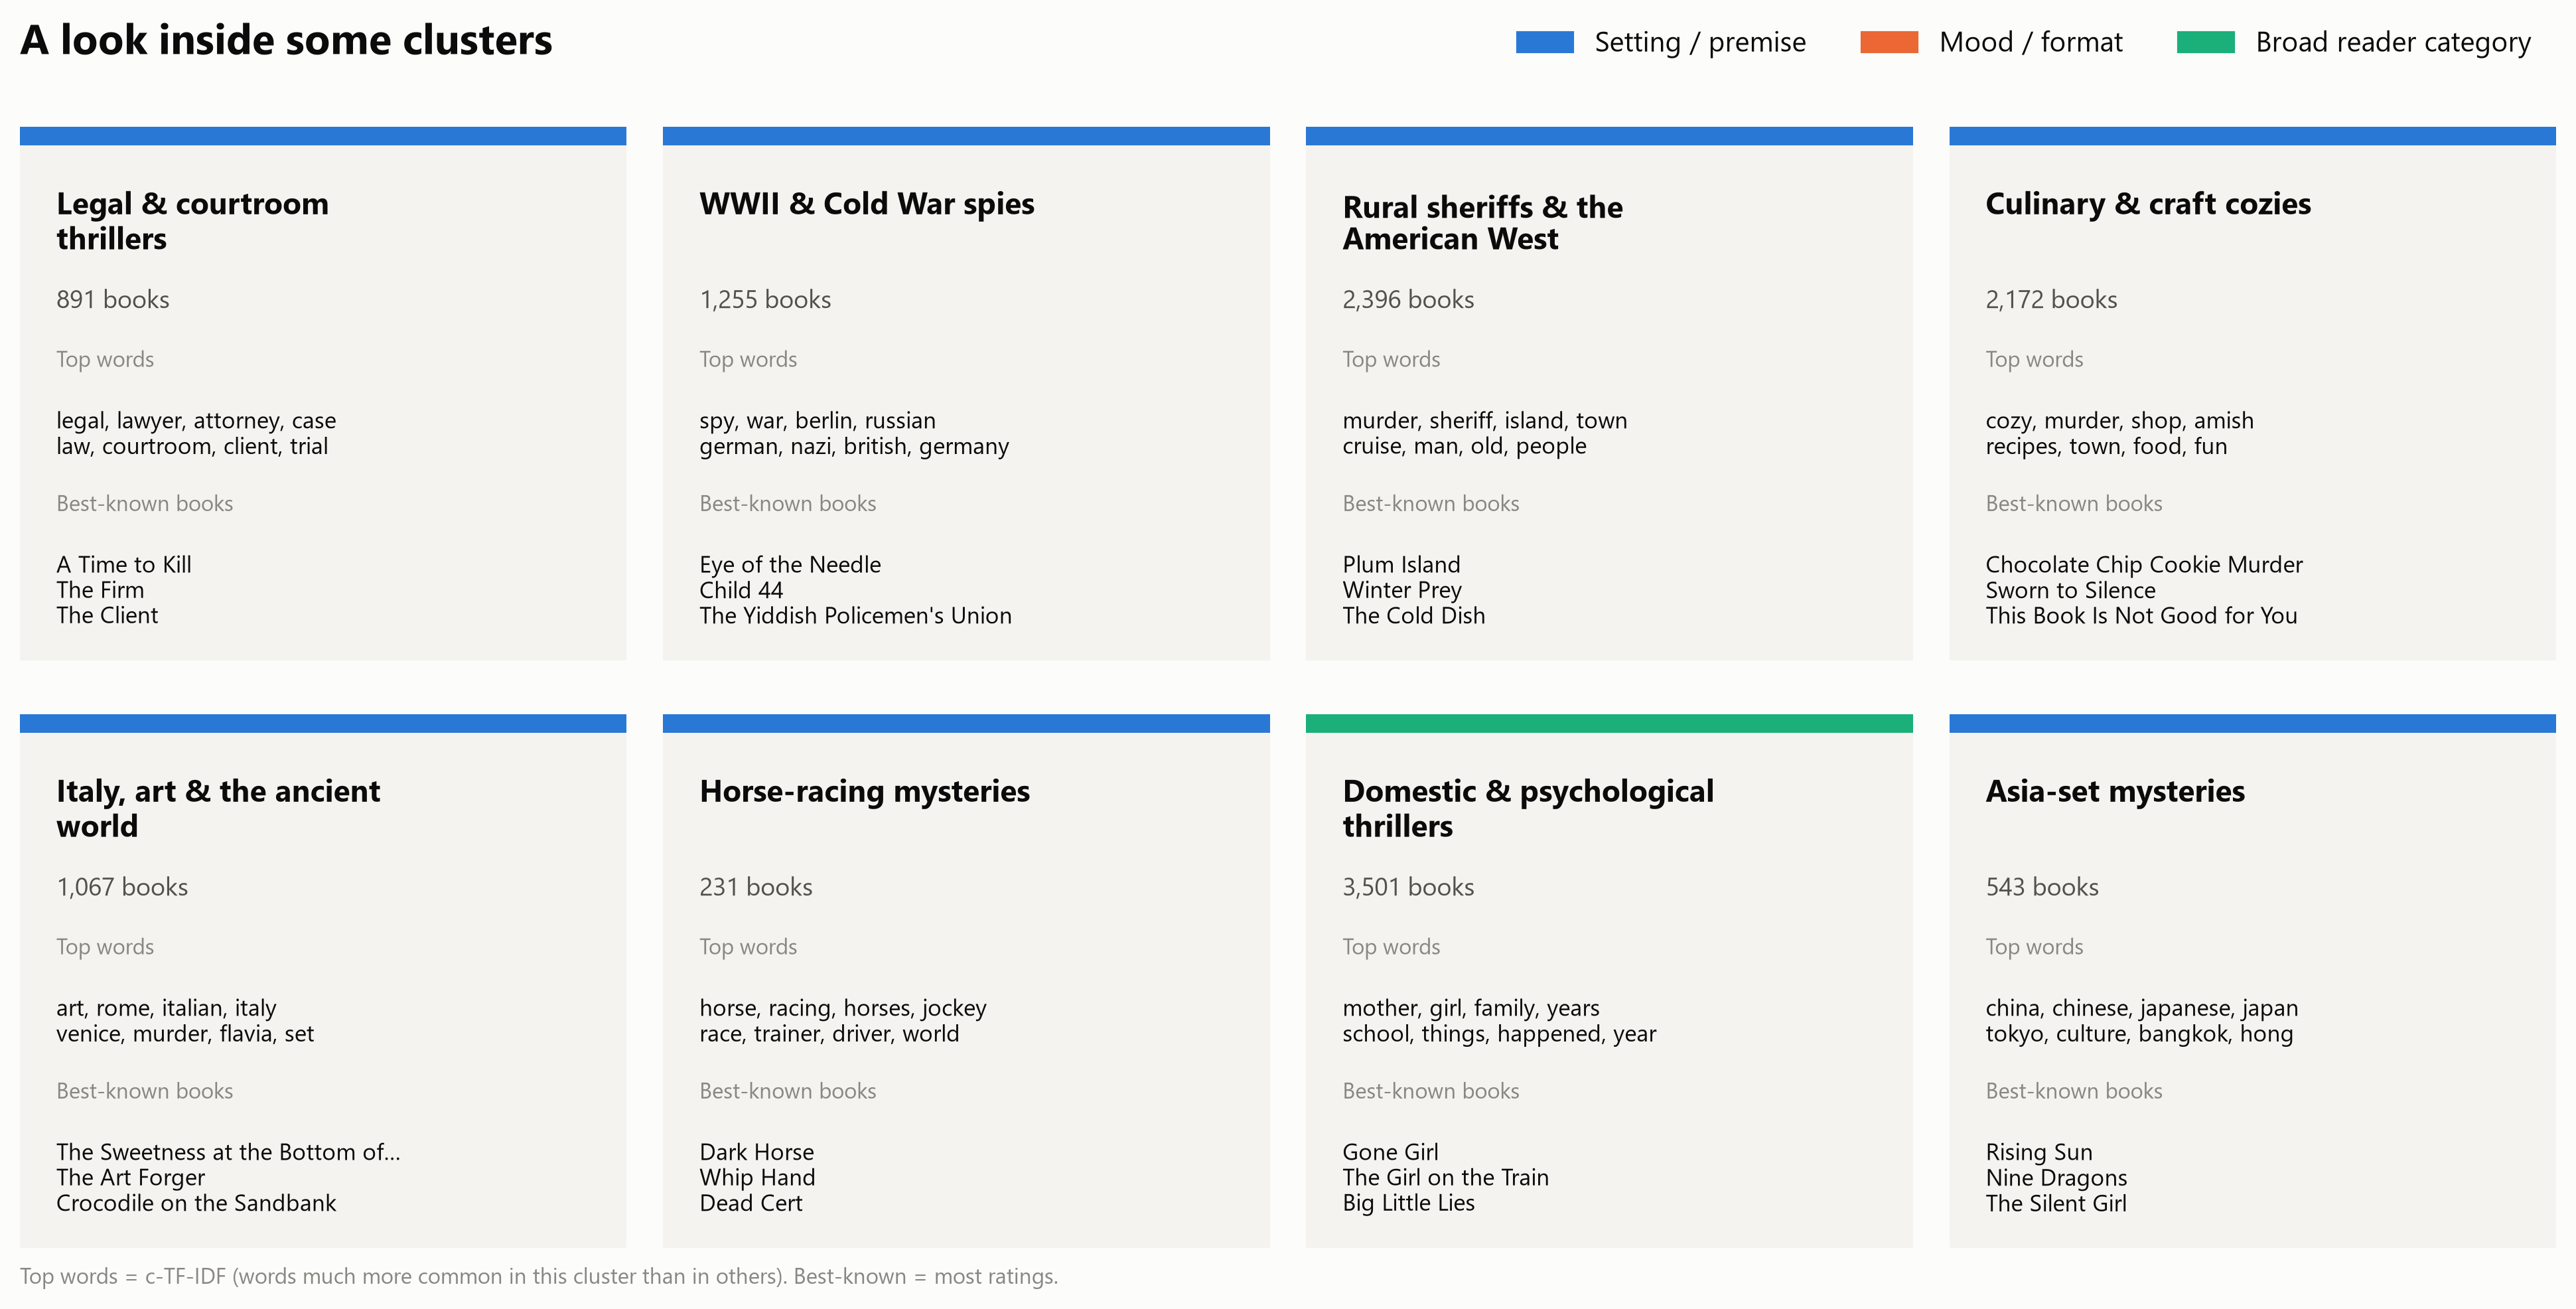 A look inside some clusters
Setting / premise
Mood / format
Broad reader category
Legal & courtroom
thrillers
891 books
Top words
legal, lawyer, attorney, case
law, courtroom, client, trial
Best-known books
A Time to Kill
The Firm
The Client
WWII & Cold War spies
1,255 books
Top words
spy, war, berlin, russian
german, nazi, british, germany
Best-known books
Eye of the Needle
Child 44
The Yiddish Policemen's Union
Rural sheriffs & the
American West
2,396 books
Top words
murder, sheriff, island, town
cruise, man, old, people
Best-known books
Plum Island
Winter Prey
The Cold Dish
Culinary & craft cozies
2,172 books
Top words
cozy, murder, shop, amish
recipes, town, food, fun
Best-known books
Chocolate Chip Cookie Murder
Sworn to Silence
This Book Is Not Good for You
Italy, art & the ancient
world
1,067 books
Top words
art, rome, italian, italy
venice, murder, flavia, set
Best-known books
The Sweetness at the Bottom of...
The Art Forger
Crocodile on the Sandbank
Horse-racing mysteries
231 books
Top words
horse, racing, horses, jockey
race, trainer, driver, world
Best-known books
Dark Horse
Whip Hand
Dead Cert
Domestic & psychological
thrillers
3,501 books
Top words
mother, girl, family, years
school, things, happened, year
Best-known books
Gone Girl
The Girl on the Train
Big Little Lies
Asia-set mysteries
543 books
Top words
china, chinese, japanese, japan
tokyo, culture, bangkok, hong
Best-known books
Rising Sun
Nine Dragons
The Silent Girl
Top words = c-TF-IDF (words much more common in this cluster than in others). Best-known = most ratings.